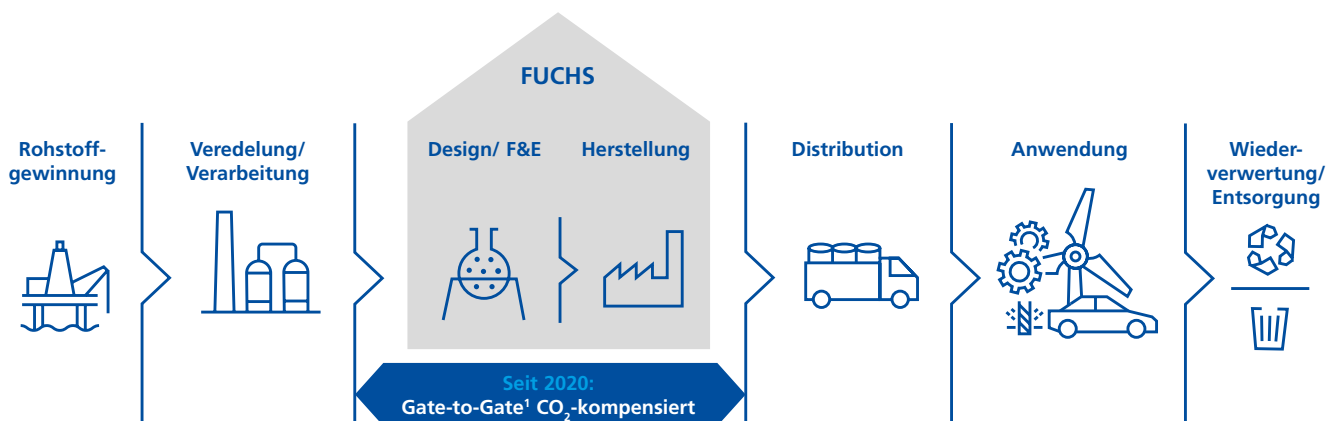 FUCHS
Rohstoff-
gewinnung
Veredelung/
Verarbeitung
Design/ F&E
Herstellung
Distribution
Anwendung
Wieder-
verwertung/
Entsorgung
Seit 2020:
Gate-to-Gate¹ CO₂-kompensiert